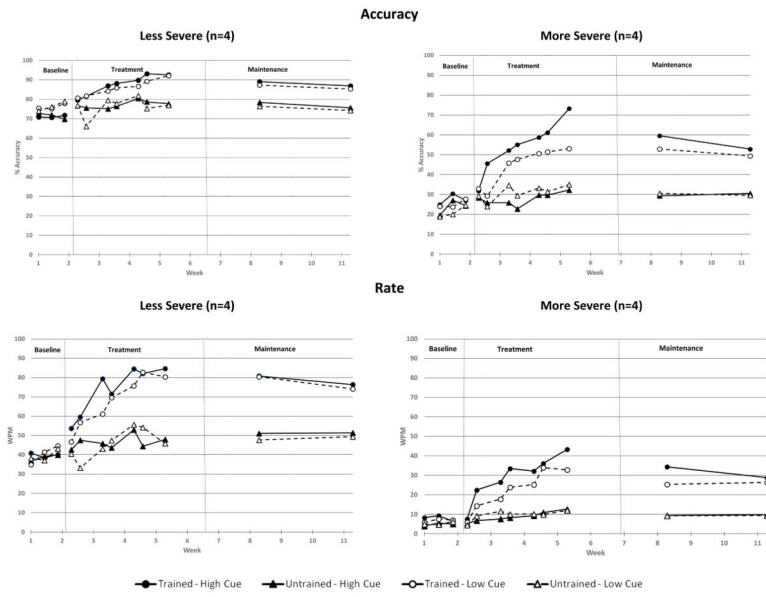 Accuracy
Less Severe (n=4)
More Severe (n=4)
100
90
80
70
60
50
40
30
20
10
0
% Accuracy
Baseline
Treatment
Maintenance
1 2 3 4 5 6 7 8 9 10 11
Week
100
90
80
70
60
50
40
30
20
10
0
% Accuracy
Baseline
Treatment
Maintenance
1 2 3 4 5 6 7 8 9 10 11
Week
Rate
Less Severe (n=4)
More Severe (n=4)
100
90
80
70
60
50
40
30
20
10
0
WPM
Baseline
Treatment
Maintenance
1 2 3 4 5 6 7 8 9 10 11
Week
100
90
80
70
60
50
40
30
20
10
0
WPM
Baseline
Treatment
Maintenance
1 2 3 4 5 6 7 8 9 10 11
Week
Trained - High Cue Untrained - High Cue Trained - Low Cue Untrained - Low Cue